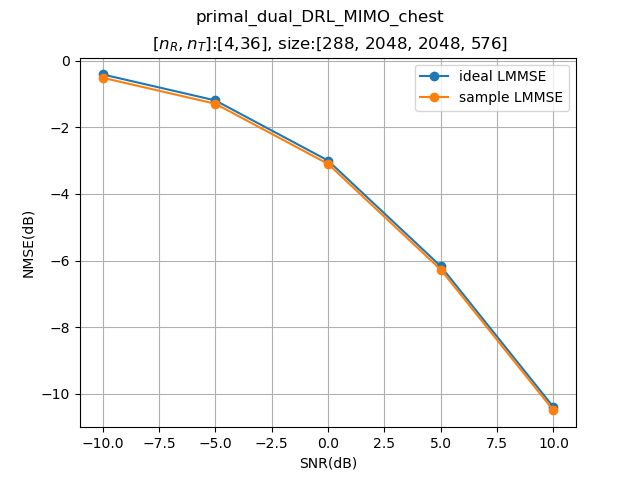 primal_dual_DRL_MIMO_chest
[n_R, n_T]:[4,36], size:[288, 2048, 2048, 576]
ideal LMMSE
sample LMMSE
NMSE(dB)
0
−2
−4
−6
−8
−10
−10.0 −7.5 −5.0 −2.5 0.0 2.5 5.0 7.5 10.0
SNR(dB)